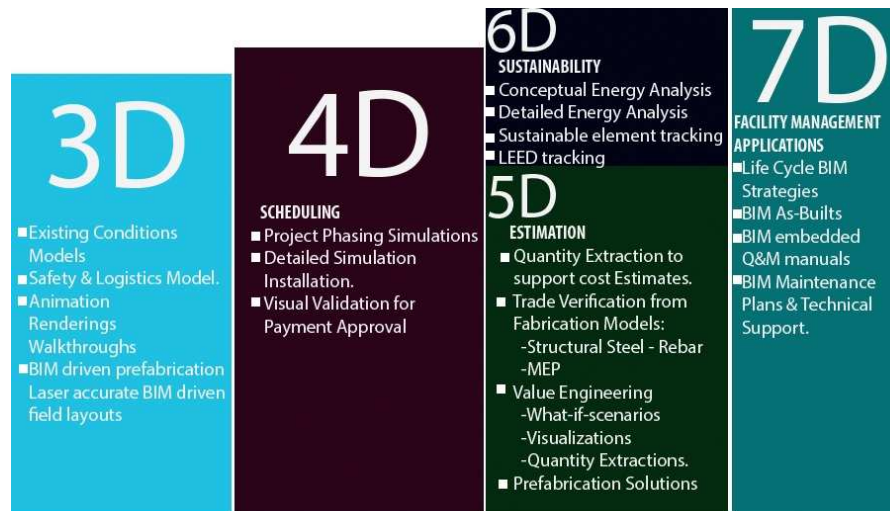 3D
■Existing Conditions
Models
■Safety & Logistics Model.
■Animation
Renderings
Walkthroughs
■BIM driven prefabrication
Laser accurate BIM driven
field layouts
4D
SCHEDULING
■Project Phasing Simulations
■Detailed Simulation
Installation.
■Visual Validation for
Payment Approval
6D
SUSTAINABILITY
■Conceptual Energy Analysis
■Detailed Energy Analysis
■Sustainable element tracking
■LEED tracking
5D
ESTIMATION
■Quantity Extraction to
support cost Estimates.
■Trade Verification from
Fabrication Models:
-Structural Steel - Rebar
-MEP
■Value Engineering
-What-if-scenarios
-Visualizations
-Quantity Extractions.
■Prefabrication Solutions
7D
FACILITY MANAGEMENT
APPLICATIONS
■Life Cycle BIM
Strategies
■BIM As-Builts
■BIM embedded
Q&M manuals
■BIM Maintenance
Plans & Technical
Support.